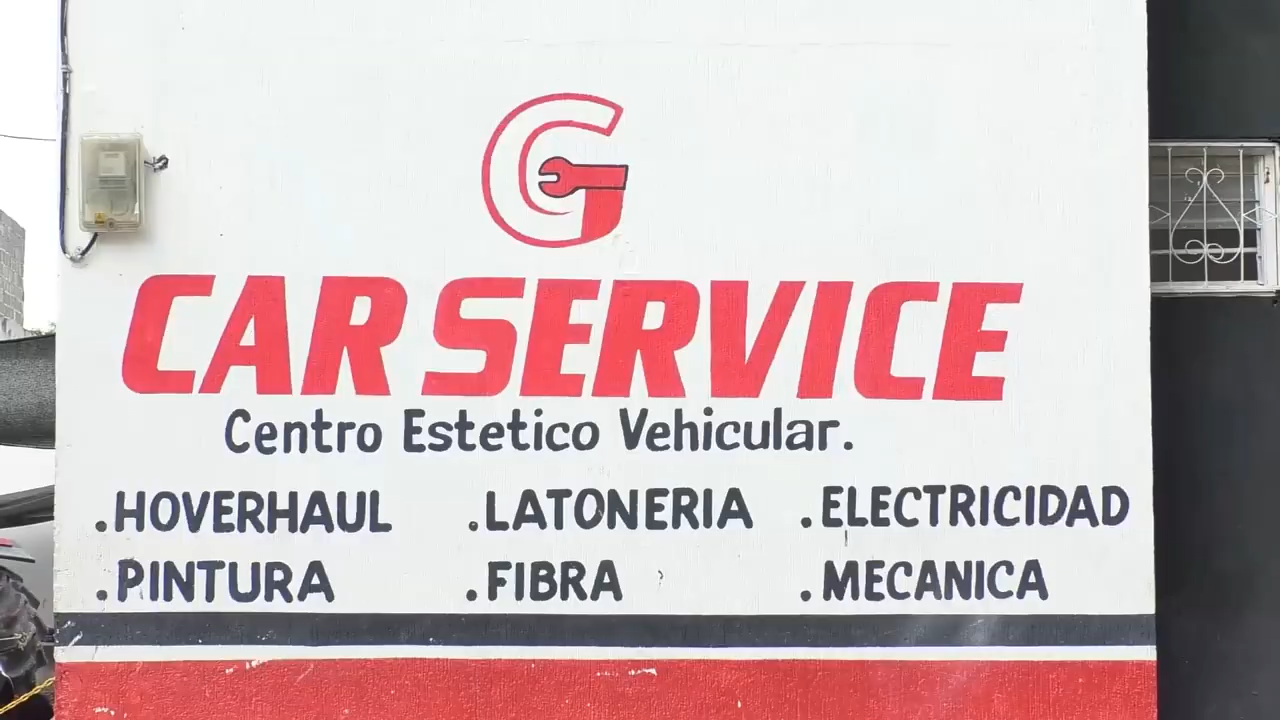 G
CAR SERVICE
Centro Estetico Vehicular.
.HOVERHAUL .LATONERIA .ELECTRICIDAD
.PINTURA .FIBRA .MECANICA